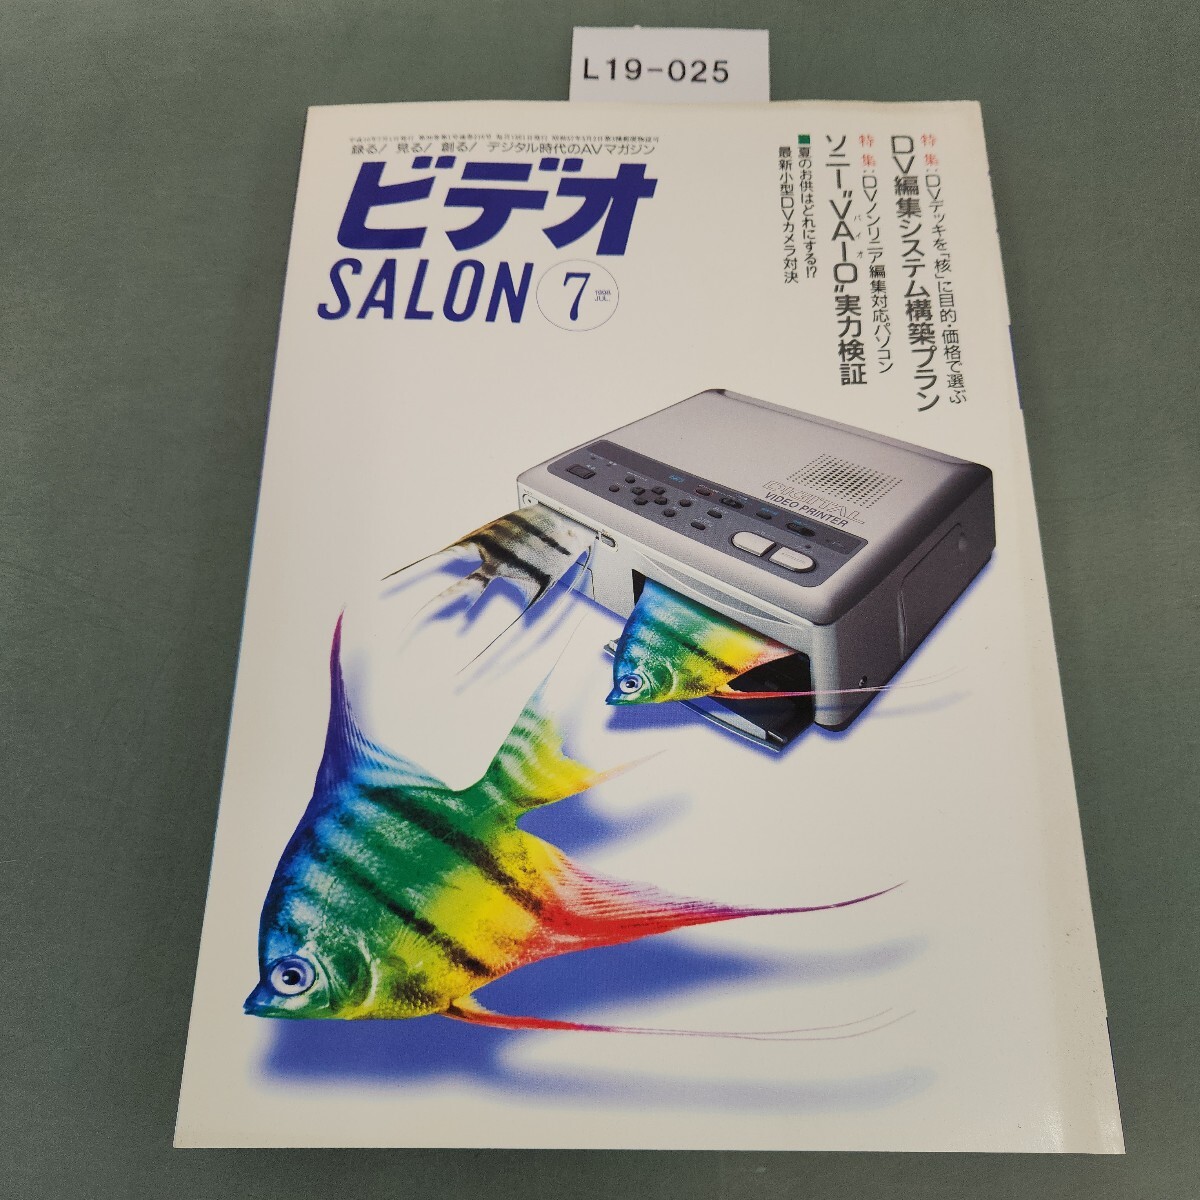 L19-025
録る! 見る! 創る! デジタル時代のAVマガジン
ビデオ
SALON
7
1998
JUL.
特集:DVデッキを「核」に目的・価格で選ぶ
DV編集システム構築プラン
特集:DVノンリニア編集対応パソコン
ソニー"VAIO"実力検証
バイオ
■夏のお供はどれにする!?
最新小型DVカメラ対決
DIGITAL
VIDEO PRINTER